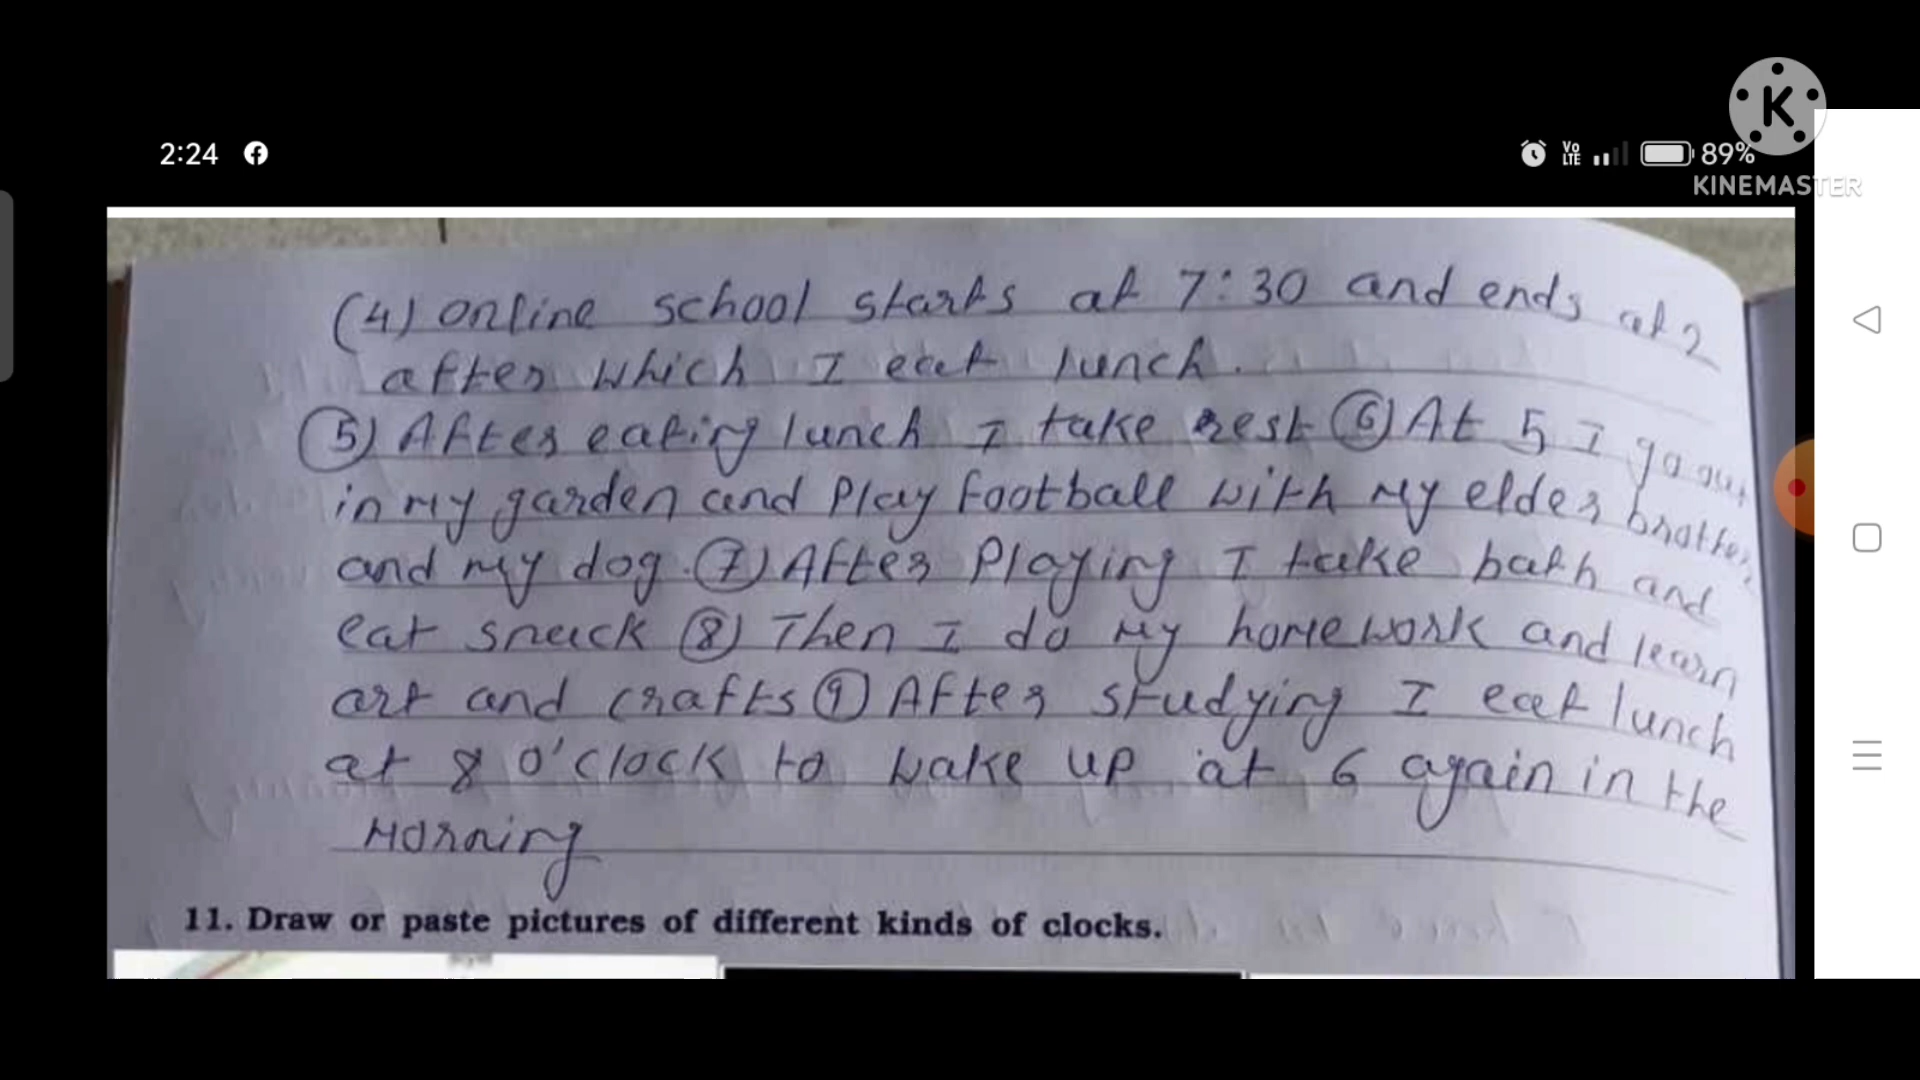 2:24
Vo LTE
89%
KINEMASTER
(4) Online school starts at 7:30 and ends at 2
after which I eat lunch.
5) After eating lunch I take rest 6) At 5 I go out
in my garden and Play football with my elder brother
and my dog. 7) After Playing I take bath and
eat snack 8) Then I do my homework and learn
art and crafts 9) After studying I eat lunch
at 8 O'clock to wake up at 6 again in the
Morning
11. Draw or paste pictures of different kinds of clocks.